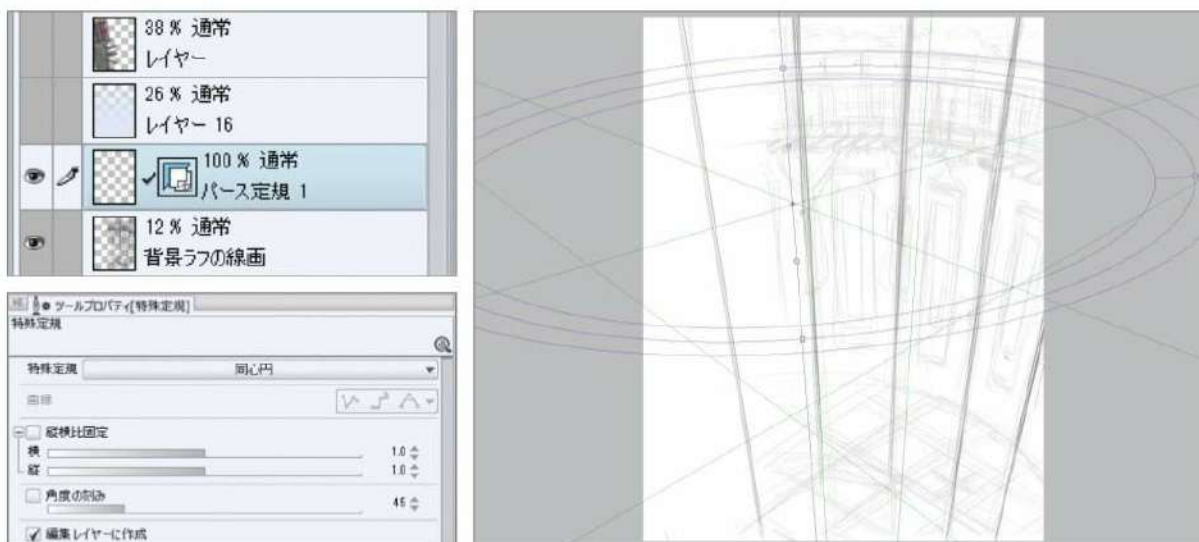 38 % 通常
レイヤー
26 % 通常
レイヤー 16
100 % 通常
パース定規 1
12 % 通常
背景ラフの線画
ツールプロパティ[特殊定規]
特殊定規
特殊定規 同心円
曲線
縦横比固定
横 1.0
縦 1.0
角度の刻み 45
編集レイヤーに作成